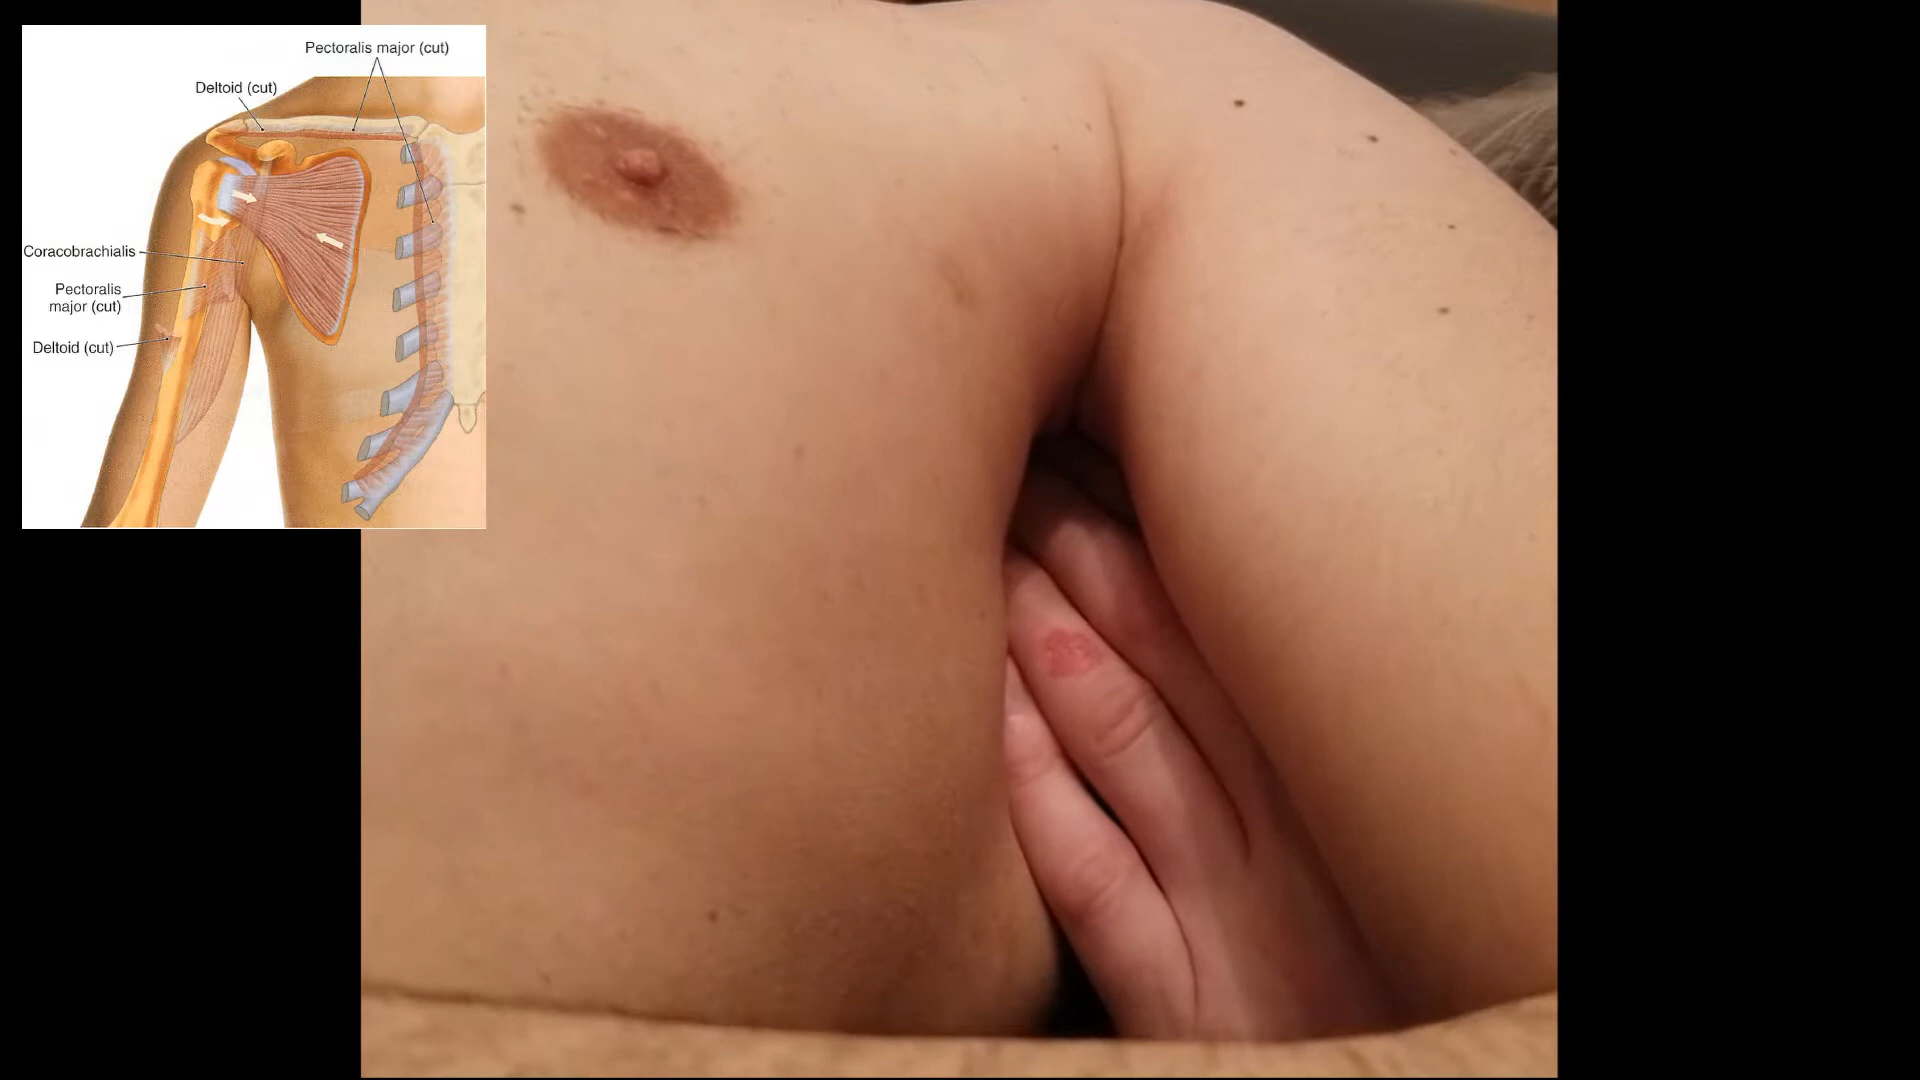 Pectoralis major (cut)
Deltoid (cut)
Coracobrachialis
Pectoralis
major (cut)
Deltoid (cut)